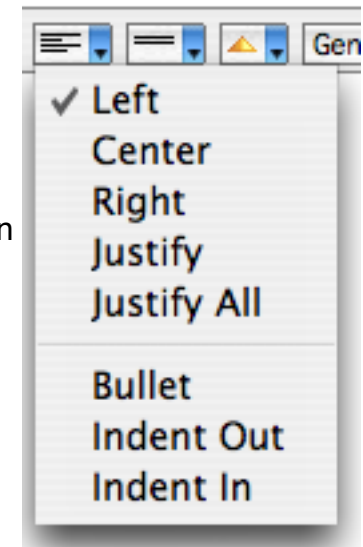 Gen
✓ Left
Center
n
Right
Justify
Justify All
Bullet
Indent Out
Indent In